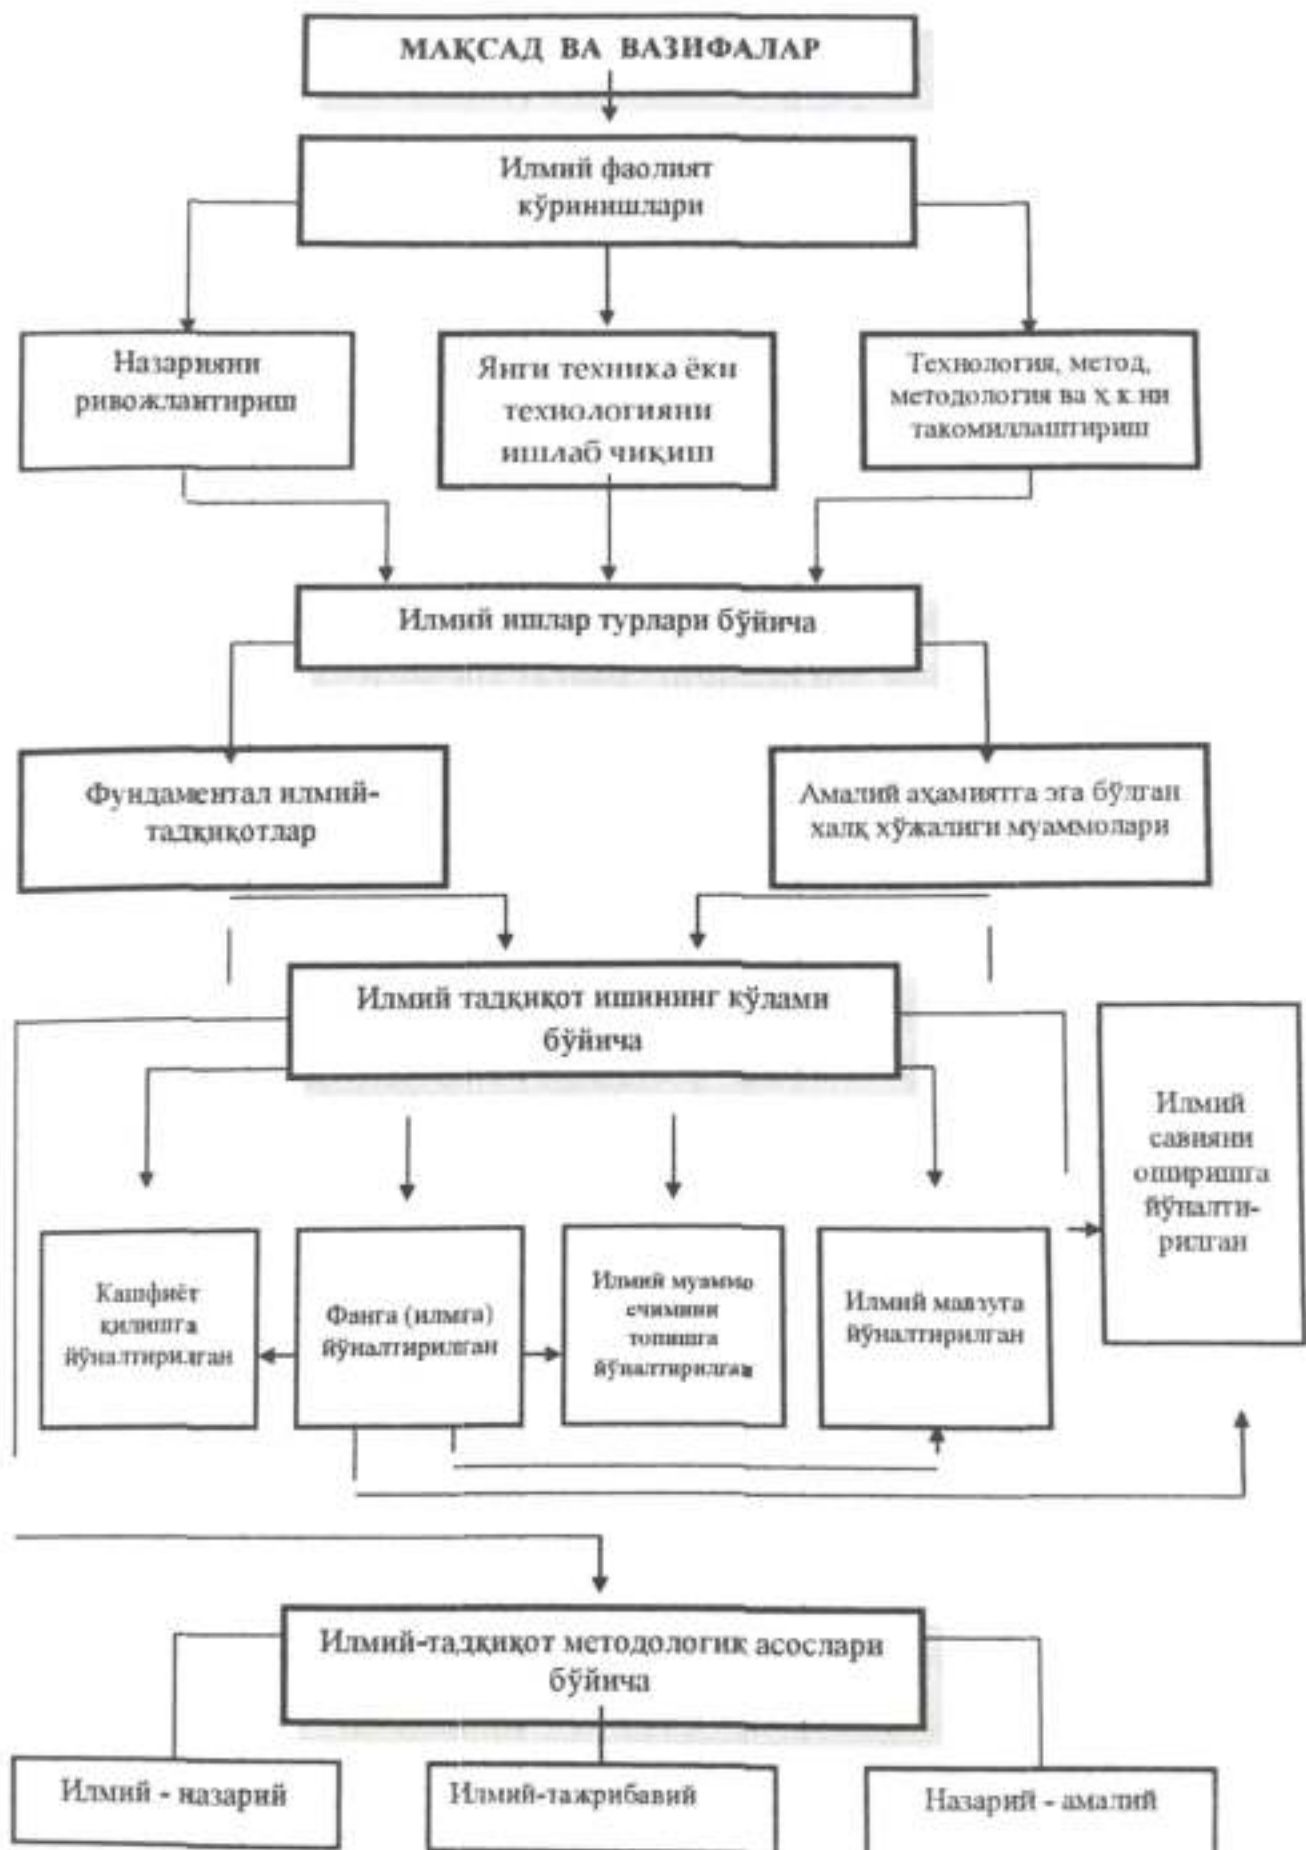 МАҚСАД ВА ВАЗИФАЛАР
Илмий фаолият
кўринишлари
Назарияни
ривожлантириш
Янги техника ёки
технологияни
ишлаб чиқиш
Технология, метод,
методология ва ҳ.к.ни
такомиллаштириш
Илмий ишлар турлари бўйича
Фундаментал илмий-
тадқиқотлар
Амалий аҳамиятга эга бўлган
халқ хўжалиги муаммолари
Илмий тадқиқот ишининг кўлами
бўйича
Илмий
савияни
оширишга
йўналти-
рилган
Кашфиёт
қилишга
йўналтирилган
Фанга (илмга)
йўналтирилган
Илмий муаммо
ечимини
топишга
йўналтирилган
Илмий мавзуга
йўналтирилган
Илмий-тадқиқот методологик асослари
бўйича
Илмий - назарий
Илмий-тажрибавий
Назарий - амалий